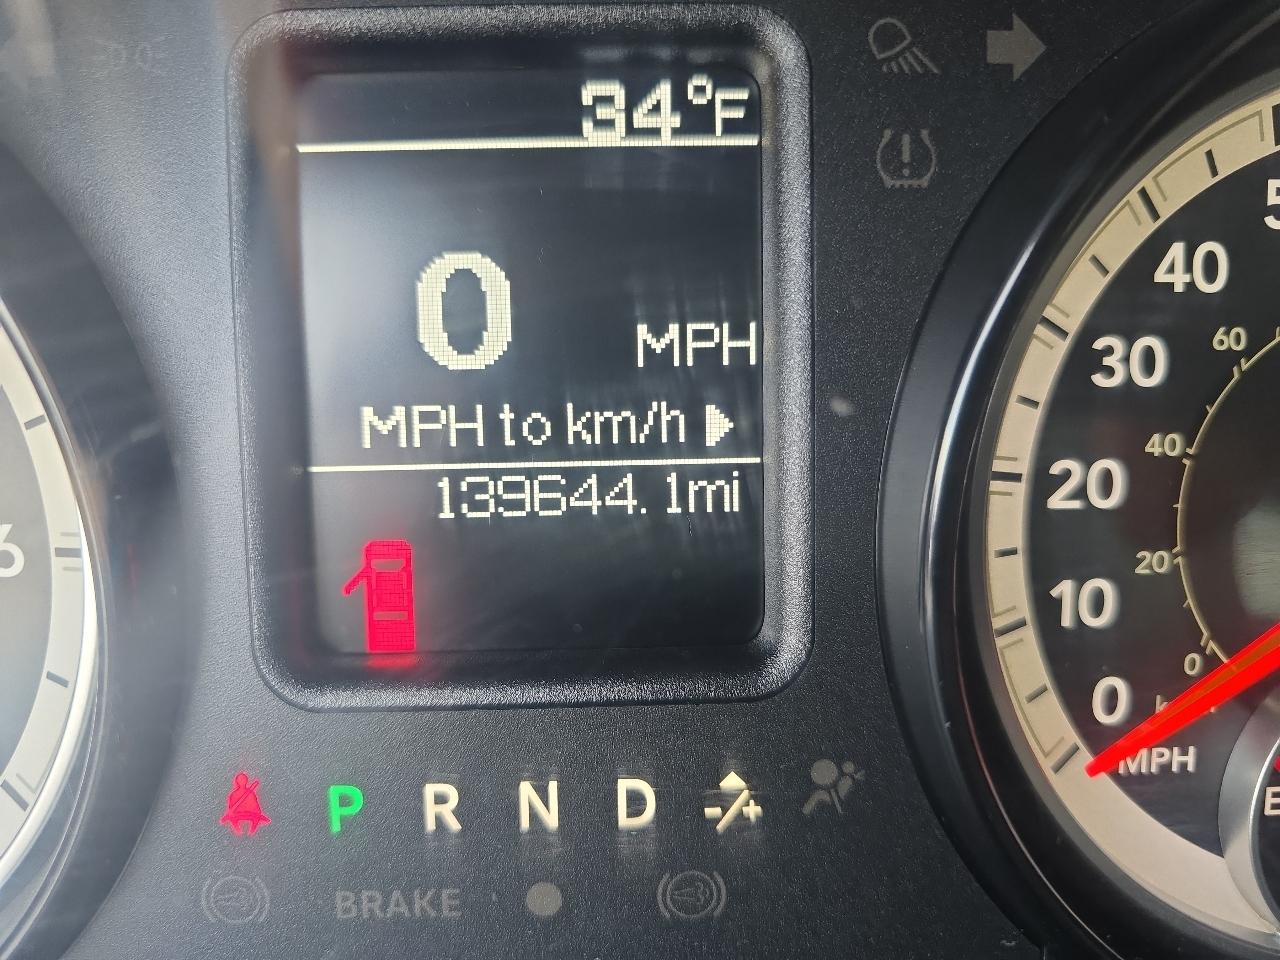 34°F
0 MPH
MPH to km/h ▶
139644.1mi
P R N D
BRAKE
6
40
30
20
10
0
MPH
60
40
20
0